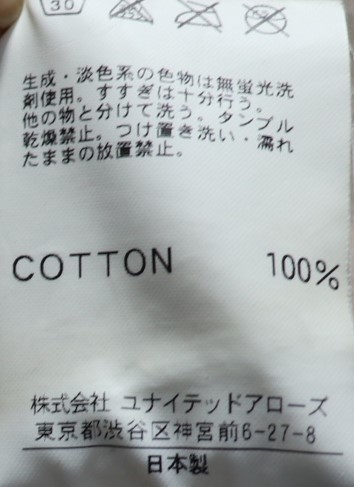 30
生成・淡色系の色物は無蛍光洗
剤使用。すすぎは十分行う。
他の物と分けて洗う。タンブル
乾燥禁止。つけ置き洗い・濡れ
たままの放置禁止。
COTTON 100%
株式会社 ユナイテッドアローズ
東京都渋谷区神宮前6-27-8
日本製